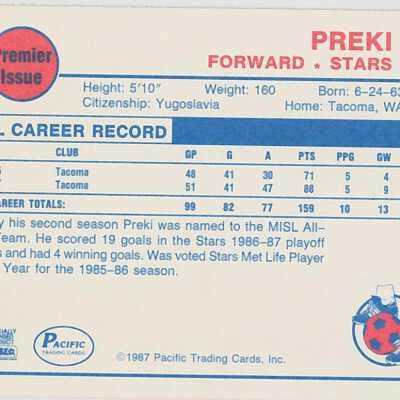 Premier
Issue
PREKI
FORWARD ★ STARS
Height: 5'10" Weight: 160 Born: 6-24-63
Citizenship: Yugoslavia Home: Tacoma, WA
L CAREER RECORD
CLUB GP G A PTS PPG GW
Tacoma 48 41 30 71 5 4
Tacoma 51 41 47 88 5 9
CAREER TOTALS: 99 82 77 159 10 13
his second season Preki was named to the MISL All-
Team. He scored 19 goals in the Stars 1986–87 playoff
and had 4 winning goals. Was voted Stars Met Life Player
Year for the 1985–86 season.
PACIFIC
TRADING CARDS
©1987 Pacific Trading Cards, Inc.